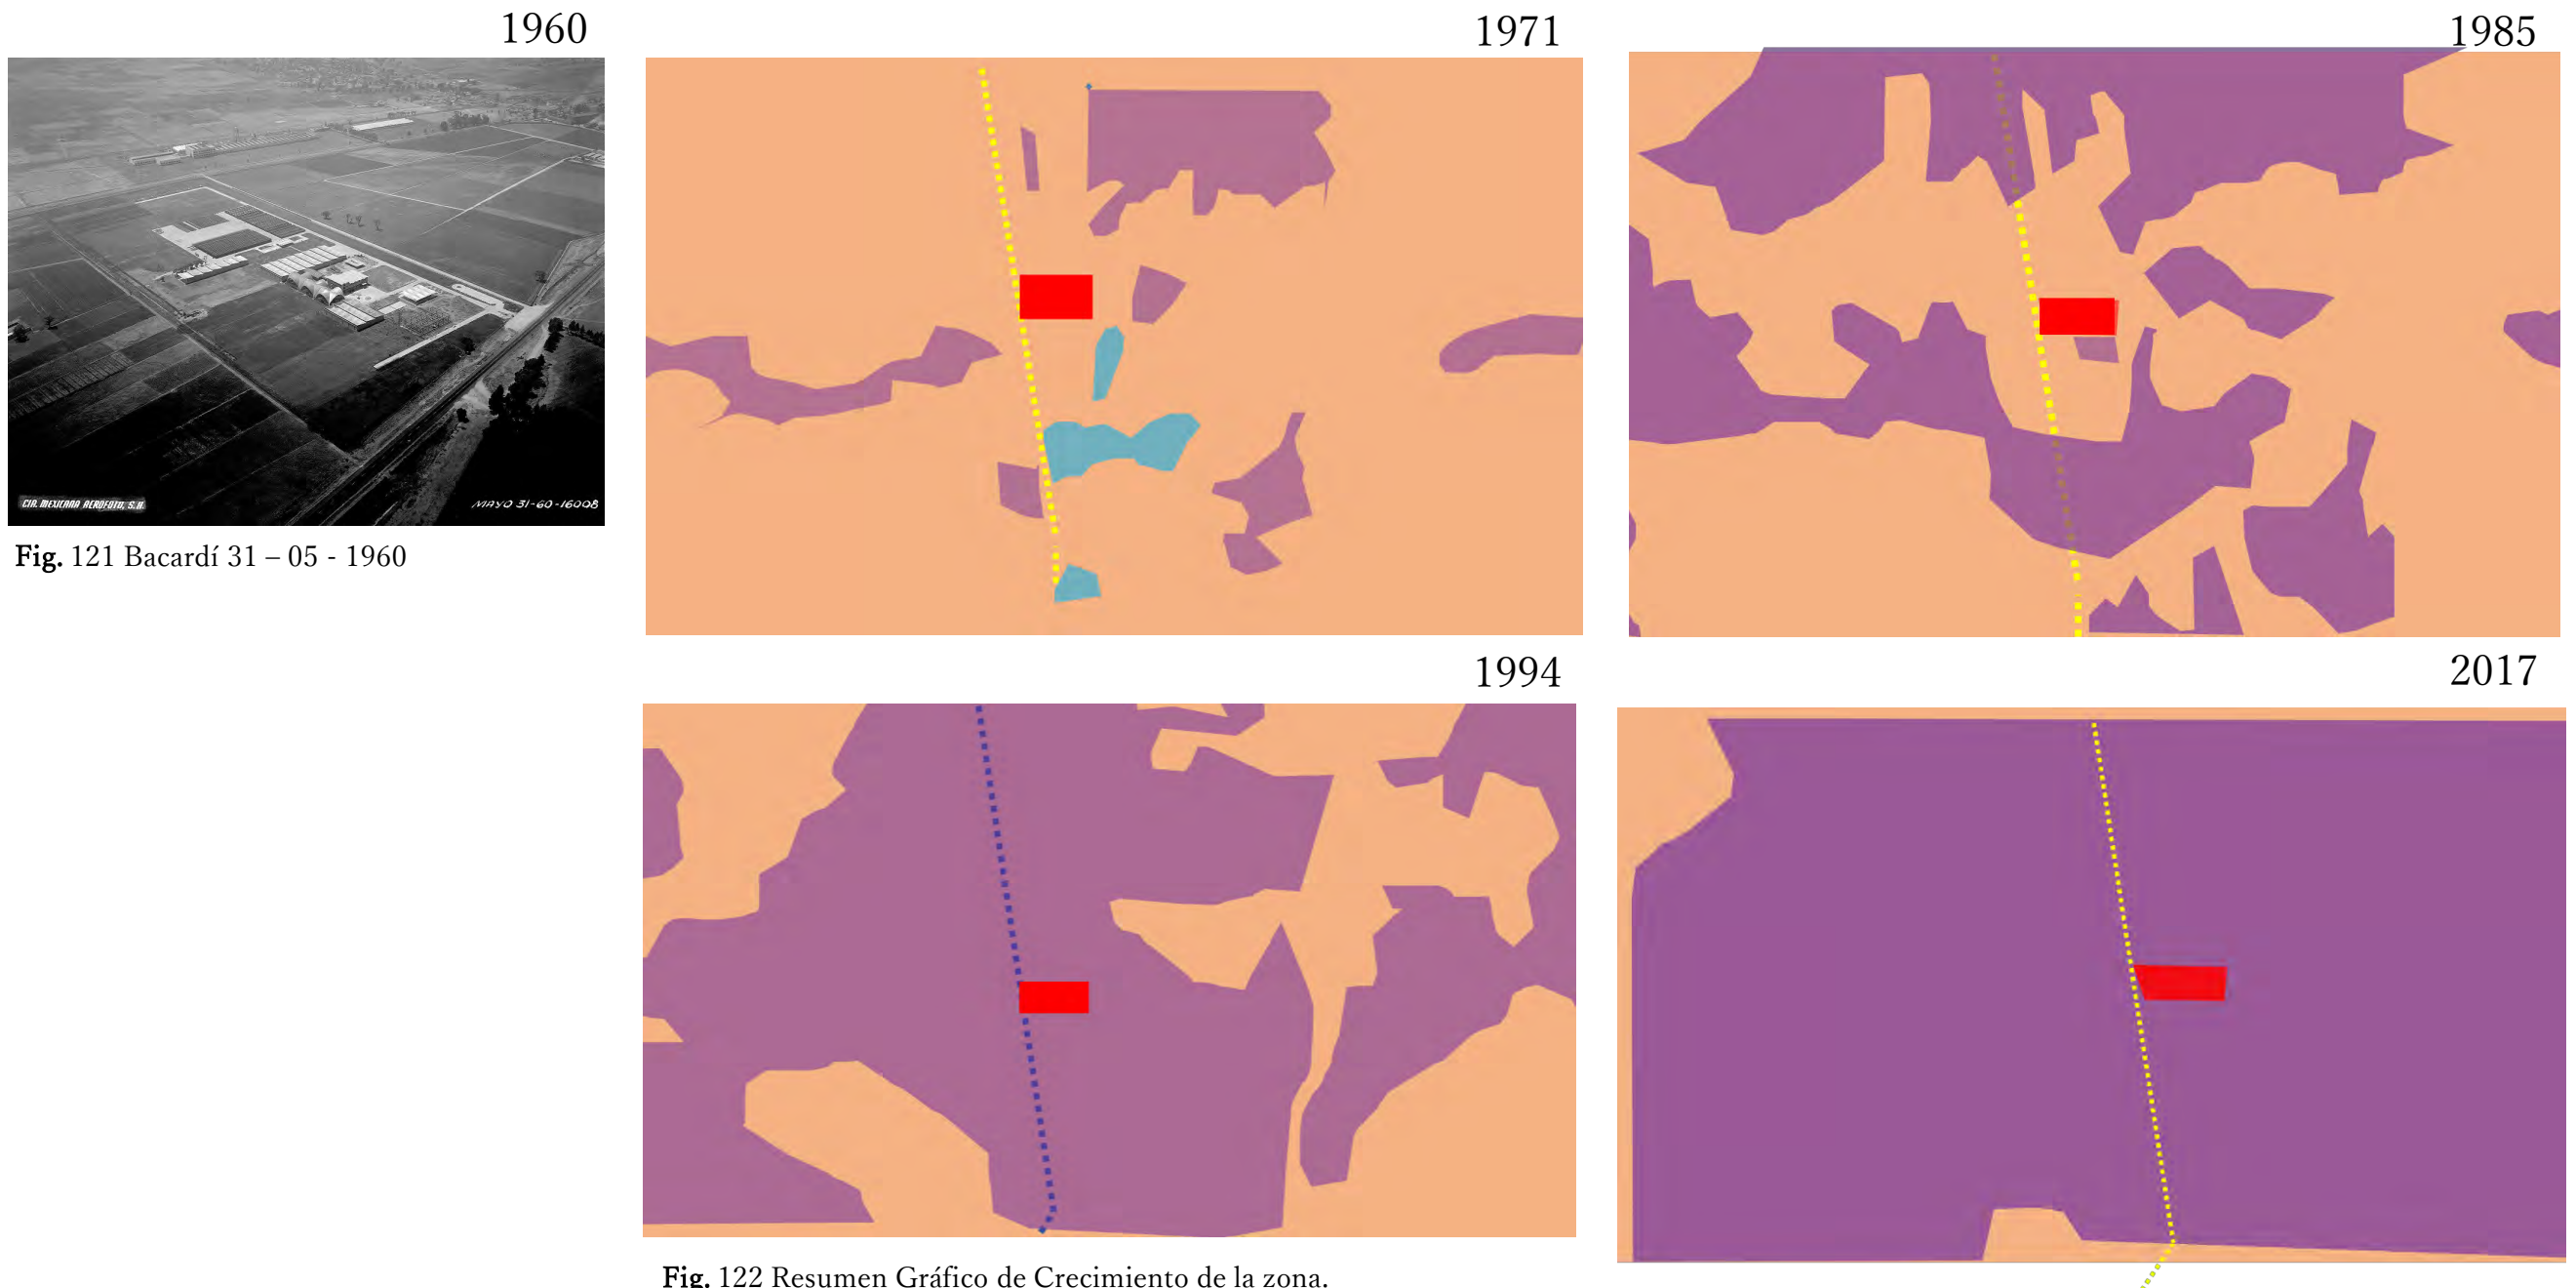 1960
1971
1985
CIA. MEXICANA AEROFOTO, S.A.
MAYO 31-60-16008
Fig. 121 Bacardí 31 – 05 - 1960
1994
2017
Fig. 122 Resumen Gráfico de Crecimiento de la zona.